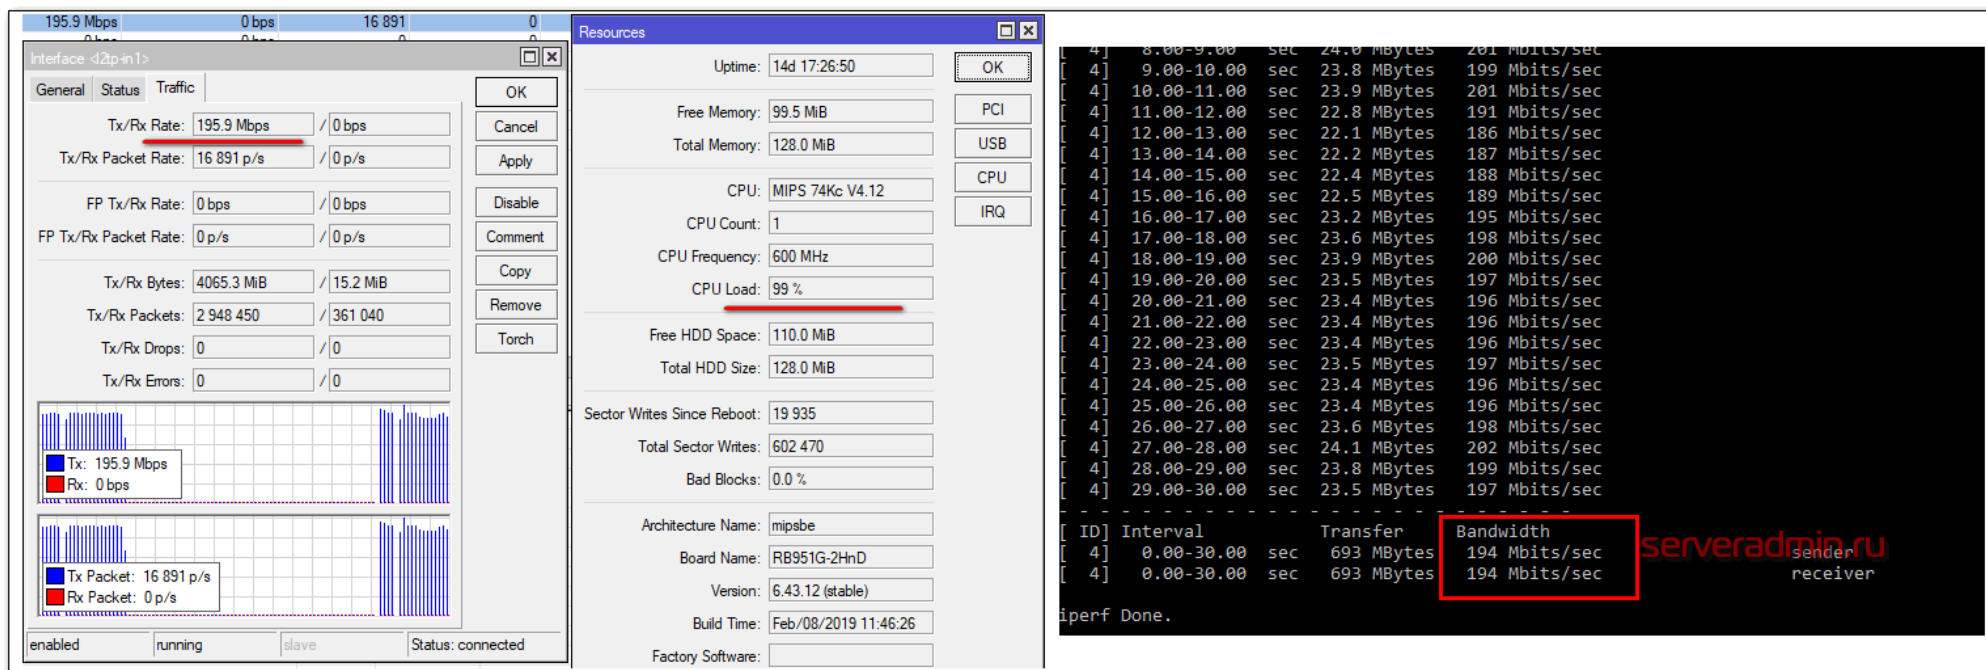 195.9 Mbps 0 bps 16 891 0
Interface <l2tp-in1>
General Status Traffic
Tx/Rx Rate: 195.9 Mbps / 0 bps
Tx/Rx Packet Rate: 16 891 p/s / 0 p/s
FP Tx/Rx Rate: 0 bps / 0 bps
FP Tx/Rx Packet Rate: 0 p/s / 0 p/s
Tx/Rx Bytes: 4065.3 MiB / 15.2 MiB
Tx/Rx Packets: 2 948 450 / 361 040
Tx/Rx Drops: 0 / 0
Tx/Rx Errors: 0 / 0
OK
Cancel
Apply
Disable
Comment
Copy
Remove
Torch
Tx: 195.9 Mbps
Rx: 0 bps
Tx Packet: 16 891 p/s
Rx Packet: 0 p/s
enabled running slave Status: connected
Resources
Uptime: 14d 17:26:50
Free Memory: 99.5 MiB
Total Memory: 128.0 MiB
CPU: MIPS 74Kc V4.12
CPU Count: 1
CPU Frequency: 600 MHz
CPU Load: 99 %
Free HDD Space: 110.0 MiB
Total HDD Size: 128.0 MiB
Sector Writes Since Reboot: 19 935
Total Sector Writes: 602 470
Bad Blocks: 0.0 %
Architecture Name: mipsbe
Board Name: RB951G-2HnD
Version: 6.43.12 (stable)
Build Time: Feb/08/2019 11:46:26
Factory Software:
OK
PCI
USB
CPU
IRQ
[ 4] 8.00-9.00 sec 24.0 MBytes 201 Mbits/sec
[ 4] 9.00-10.00 sec 23.8 MBytes 199 Mbits/sec
[ 4] 10.00-11.00 sec 23.9 MBytes 201 Mbits/sec
[ 4] 11.00-12.00 sec 22.8 MBytes 191 Mbits/sec
[ 4] 12.00-13.00 sec 22.1 MBytes 186 Mbits/sec
[ 4] 13.00-14.00 sec 22.2 MBytes 187 Mbits/sec
[ 4] 14.00-15.00 sec 22.4 MBytes 188 Mbits/sec
[ 4] 15.00-16.00 sec 22.5 MBytes 189 Mbits/sec
[ 4] 16.00-17.00 sec 23.2 MBytes 195 Mbits/sec
[ 4] 17.00-18.00 sec 23.6 MBytes 198 Mbits/sec
[ 4] 18.00-19.00 sec 23.9 MBytes 200 Mbits/sec
[ 4] 19.00-20.00 sec 23.5 MBytes 197 Mbits/sec
[ 4] 20.00-21.00 sec 23.4 MBytes 196 Mbits/sec
[ 4] 21.00-22.00 sec 23.4 MBytes 196 Mbits/sec
[ 4] 22.00-23.00 sec 23.4 MBytes 196 Mbits/sec
[ 4] 23.00-24.00 sec 23.5 MBytes 197 Mbits/sec
[ 4] 24.00-25.00 sec 23.4 MBytes 196 Mbits/sec
[ 4] 25.00-26.00 sec 23.4 MBytes 196 Mbits/sec
[ 4] 26.00-27.00 sec 23.6 MBytes 198 Mbits/sec
[ 4] 27.00-28.00 sec 24.1 MBytes 202 Mbits/sec
[ 4] 28.00-29.00 sec 23.8 MBytes 199 Mbits/sec
[ 4] 29.00-30.00 sec 23.5 MBytes 197 Mbits/sec
- - - - - - - - - - - - - - - - - - - - - - - - -
[ ID] Interval Transfer Bandwidth
[ 4] 0.00-30.00 sec 693 MBytes 194 Mbits/sec sender
[ 4] 0.00-30.00 sec 693 MBytes 194 Mbits/sec receiver
serveradmin.ru
iperf Done.